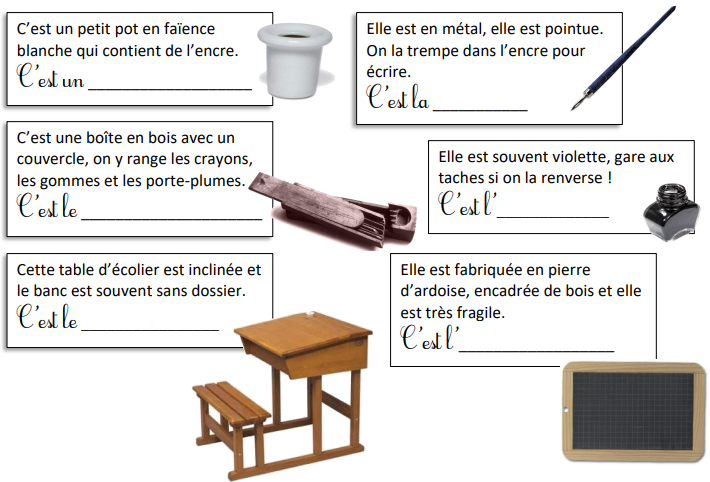 C’est un petit pot en faïence
blanche qui contient de l’encre.
C’est un ___________________
Elle est en métal, elle est pointue.
On la trempe dans l’encre pour
écrire.
C’est la ___________
C’est une boîte en bois avec un
couvercle, on y range les crayons,
les gommes et les porte-plumes.
C’est le _____________________
Elle est souvent violette, gare aux
taches si on la renverse !
C’est l’_____________
Cette table d’écolier est inclinée et
le banc est souvent sans dossier.
C’est le ________________
Elle est fabriquée en pierre
d’ardoise, encadrée de bois et elle
est très fragile.
C’est l’__________________